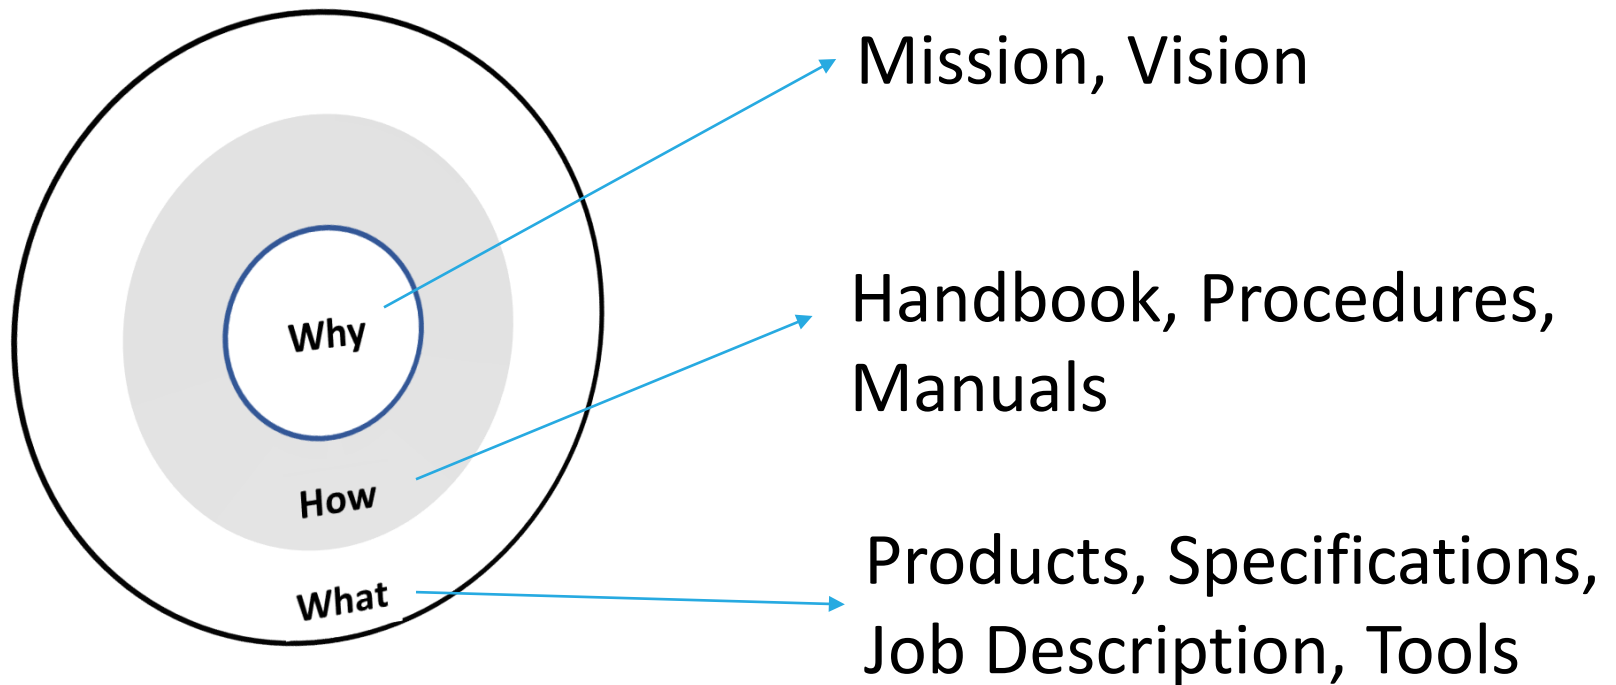 Mission, Vision
Why
Handbook, Procedures,
Manuals
How
What
Products, Specifications,
Job Description, Tools